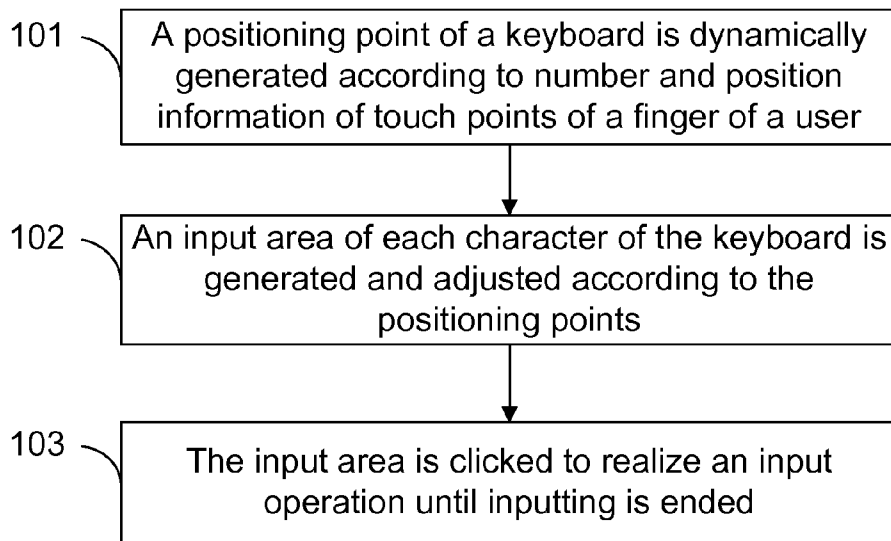 101
A positioning point of a keyboard is dynamically
generated according to number and position
information of touch points of a finger of a user
102
An input area of each character of the keyboard is
generated and adjusted according to the
positioning points
103
The input area is clicked to realize an input
operation until inputting is ended